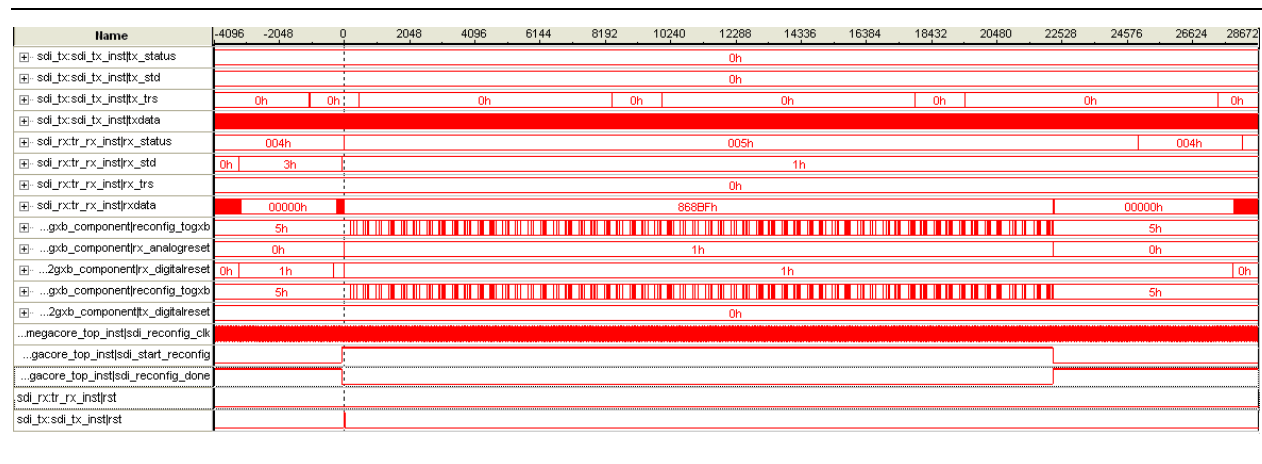 Name -4096 -2048 0 2048 4096 6144 8192 10240 12288 14336 16384 18432 20480 22528 24576 26624 28672
sdi_tx:sdi_tx_inst|tx_status 0h
sdi_tx:sdi_tx_inst|tx_std 0h
sdi_tx:sdi_tx_inst|tx_trs 0h 0h 0h 0h 0h 0h 0h 0h
sdi_tx:sdi_tx_inst|txdata
sdi_rx:tr_rx_inst|rx_status 004h 005h 004h
sdi_rx:tr_rx_inst|rx_std 0h 3h 1h
sdi_rx:tr_rx_inst|rx_trs 0h
sdi_rx:tr_rx_inst|rxdata 00000h 868BFh 00000h
...gxb_component|reconfig_togxb 5h 5h
...gxb_component|rx_analogreset 0h 1h 0h
...2gxb_component|rx_digitalreset 0h 1h 1h 0h
...gxb_component|reconfig_togxb 5h 5h
...2gxb_component|tx_digitalreset 0h
...megacore_top_inst|sdi_reconfig_clk
...gacore_top_inst|sdi_start_reconfig
...gacore_top_inst|sdi_reconfig_done
sdi_rx:tr_rx_inst|rst
sdi_tx:sdi_tx_inst|rst